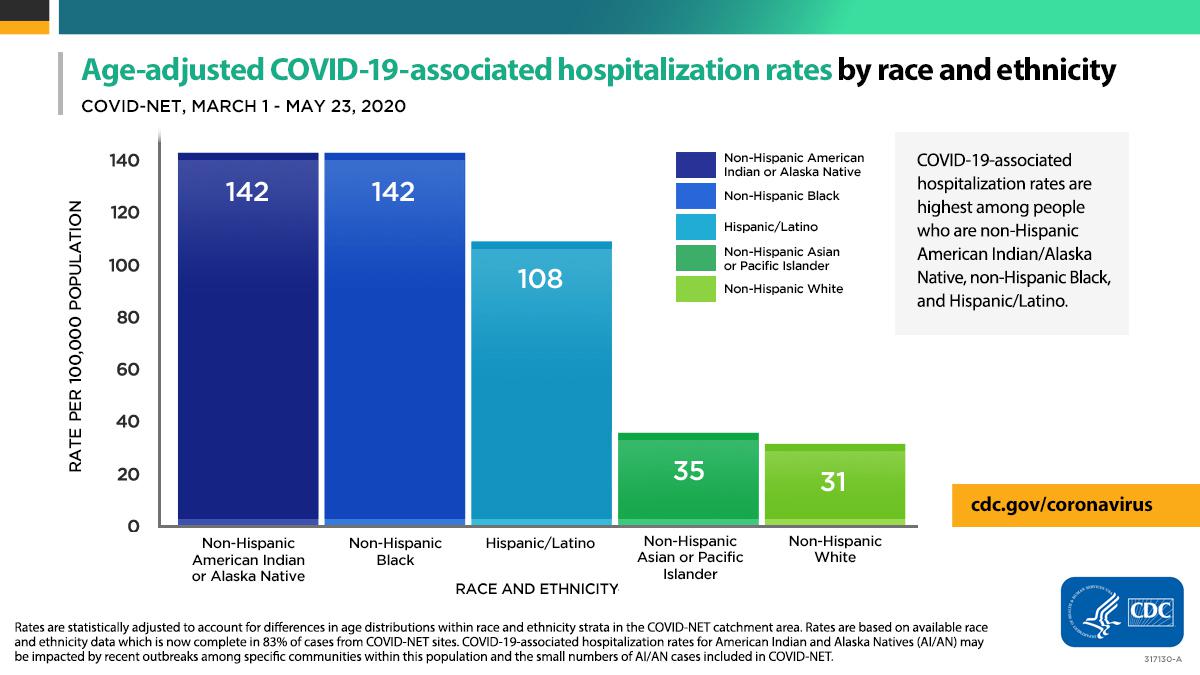 Age-adjusted COVID-19-associated hospitalization rates by race and ethnicity
COVID-NET, MARCH 1 - MAY 23, 2020
RATE PER 100,000 POPULATION
140
120
100
80
60
40
20
0
142
142
108
35
31
Non-Hispanic
American Indian
or Alaska Native
Non-Hispanic
Black
Hispanic/Latino
Non-Hispanic
Asian or Pacific
Islander
Non-Hispanic
White
RACE AND ETHNICITY
Non-Hispanic American
Indian or Alaska Native
Non-Hispanic Black
Hispanic/Latino
Non-Hispanic Asian
or Pacific Islander
Non-Hispanic White
COVID-19-associated
hospitalization rates are
highest among people
who are non-Hispanic
American Indian/Alaska
Native, non-Hispanic Black,
and Hispanic/Latino.
cdc.gov/coronavirus
CDC
317130-A
Rates are statistically adjusted to account for differences in age distributions within race and ethnicity strata in the COVID-NET catchment area. Rates are based on available race
and ethnicity data which is now complete in 83% of cases from COVID-NET sites. COVID-19-associated hospitalization rates for American Indian and Alaska Natives (AI/AN) may
be impacted by recent outbreaks among specific communities within this population and the small numbers of AI/AN cases included in COVID-NET.